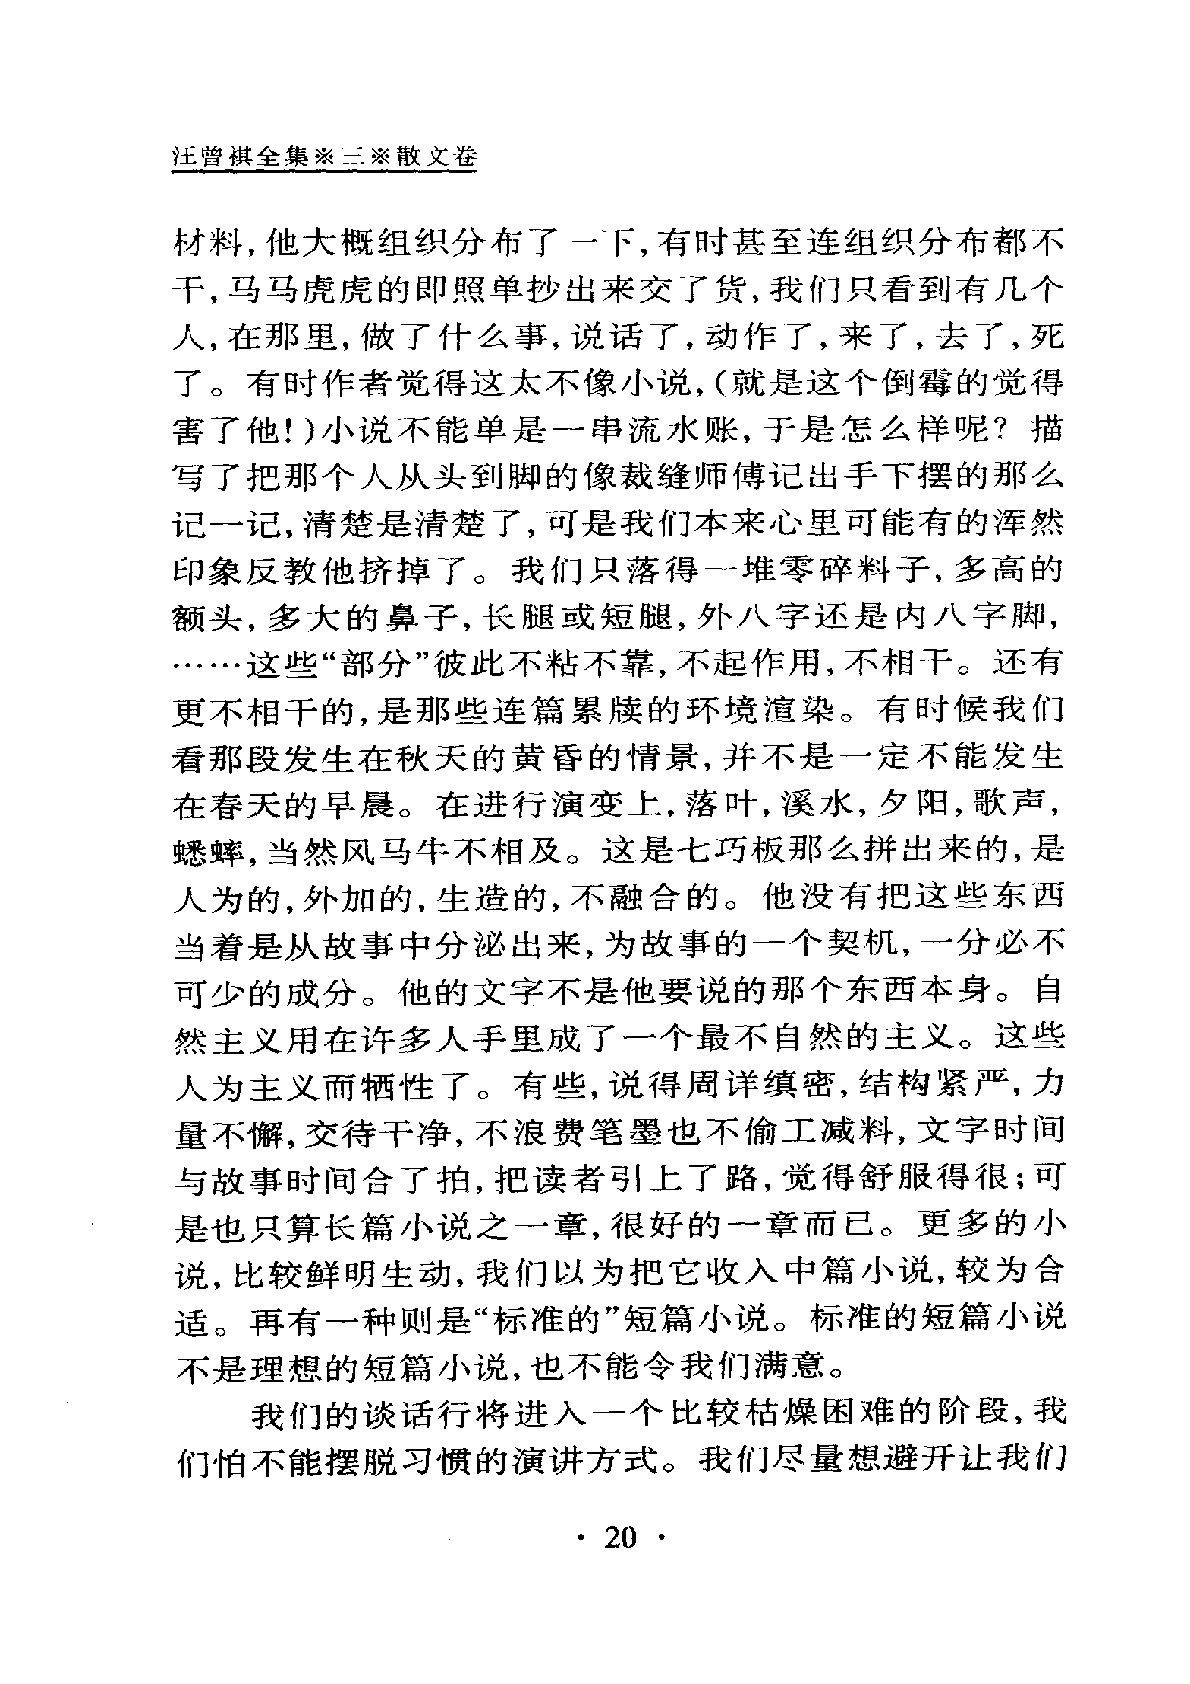 汪曾祺全集※三※散文卷
材料,他大概组织分布了一下,有时甚至连组织分布都不
干,马马虎虎的即照单抄出来交了货,我们只看到有几个
人,在那里,做了什么事,说话了,动作了,来了,去了,死
了。有时作者觉得这太不像小说,(就是这个倒霉的觉得
害了他!)小说不能单是一串流水账,于是怎么样呢?描
写了把那个人从头到脚的像裁缝师傅记出手下摆的那么
记一记,清楚是清楚了,可是我们本来心里可能有的浑然
印象反教他挤掉了。我们只落得一堆零碎料子,多高的
额头,多大的鼻子,长腿或短腿,外八字还是内八字脚,
……这些“部分”彼此不粘不靠,不起作用,不相干。还有
更不相干的,是那些连篇累牍的环境渲染。有时候我们
看那段发生在秋天的黄昏的情景,并不是一定不能发生
在春天的早晨。在进行演变上,落叶,溪水,夕阳,歌声,
蟋蟀,当然风马牛不相及。这是七巧板那么拼出来的,是
人为的,外加的,生造的,不融合的。他没有把这些东西
当着是从故事中分泌出来,为故事的一个契机,一分必不
可少的成分。他的文字不是他要说的那个东西本身。自
然主义用在许多人手里成了一个最不自然的主义。这些
人为主义而牺牲了。有些,说得周详缜密,结构紧严,力
量不懈,交待干净,不浪费笔墨也不偷工减料,文字时间
与故事时间合了拍,把读者引上了路,觉得舒服得很;可
是也只算长篇小说之一章,很好的一章而已。更多的小
说,比较鲜明生动,我们以为把它收入中篇小说,较为合
适。再有一种则是“标准的”短篇小说。标准的短篇小说
不是理想的短篇小说,也不能令我们满意。
我们的谈话行将进入一个比较枯燥困难的阶段,我
们怕不能摆脱习惯的演讲方式。我们尽量想避开让我们
· 20 ·